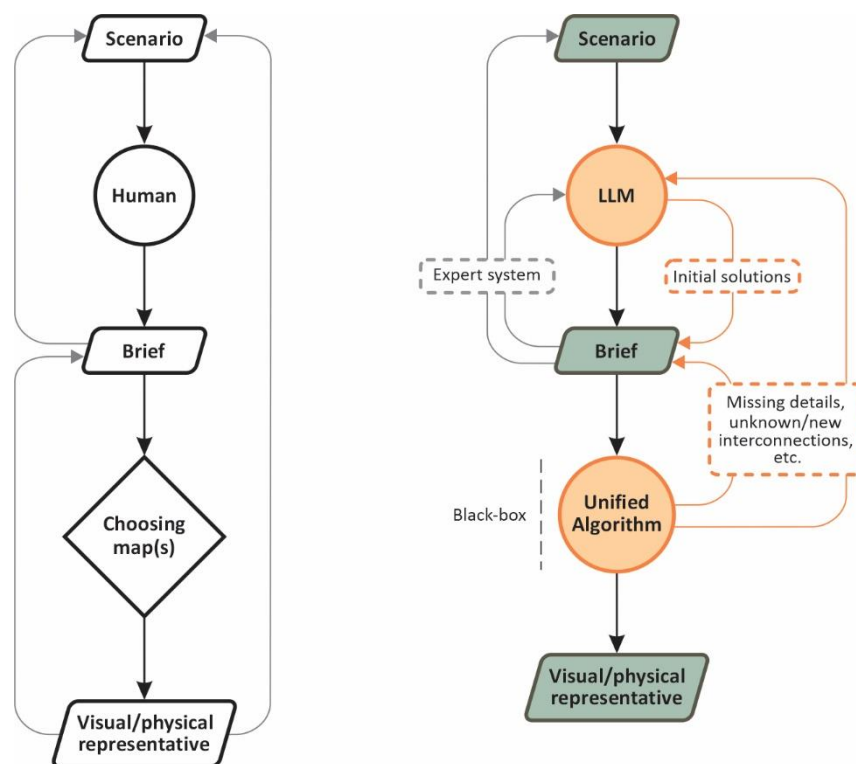 Scenario
Human
Brief
Choosing
map(s)
Visual/physical
representative
Scenario
LLM
Expert system
Initial solutions
Brief
Missing details,
unknown/new
interconnections,
etc.
Black-box
Unified
Algorithm
Visual/physical
representative